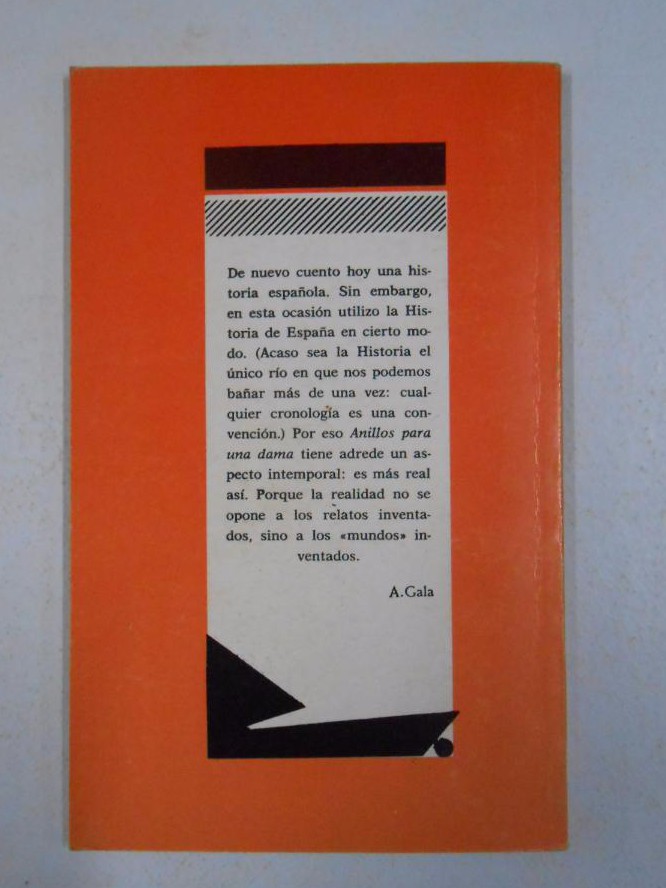 De nuevo cuento hoy una his-
toria española. Sin embargo,
en esta ocasión utilizo la His-
toria de España en cierto mo-
do. (Acaso sea la Historia el
único río en que nos podemos
bañar más de una vez: cual-
quier cronología es una con-
vención.) Por eso Anillos para
una dama tiene adrede un as-
pecto intemporal: es más real
así. Porque la realidad no se
opone a los relatos inventa-
dos, sino a los «mundos» in-
ventados.
A.Gala